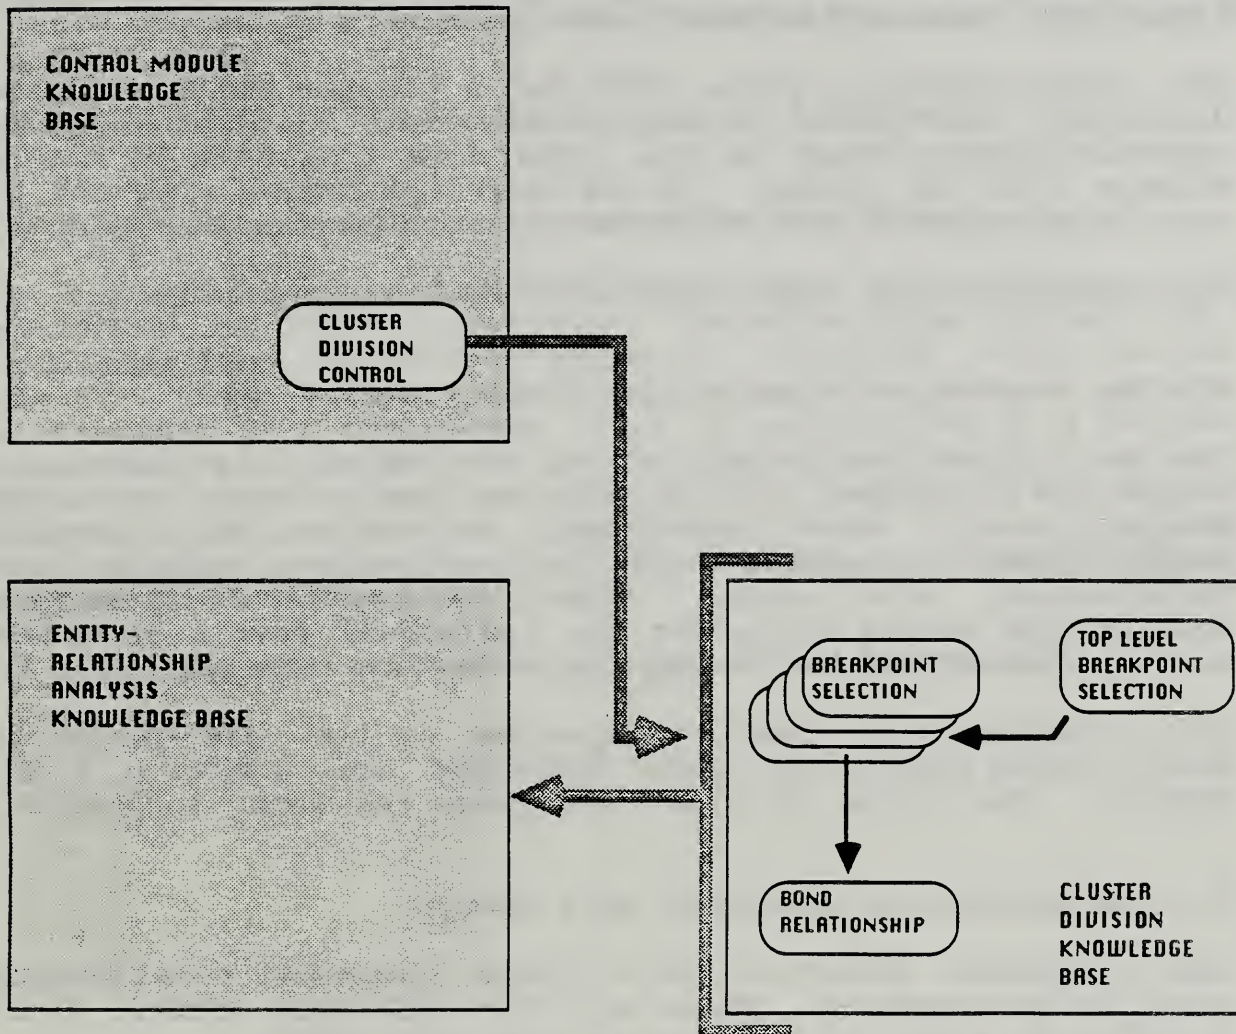 CONTROL MODULE
KNOWLEDGE
BASE
CLUSTER
DIVISION
CONTROL
ENTITY-
RELATIONSHIP
ANALYSIS
KNOWLEDGE BASE
BREAKPOINT
SELECTION
TOP LEVEL
BREAKPOINT
SELECTION
BOND
RELATIONSHIP
CLUSTER
DIVISION
KNOWLEDGE
BASE